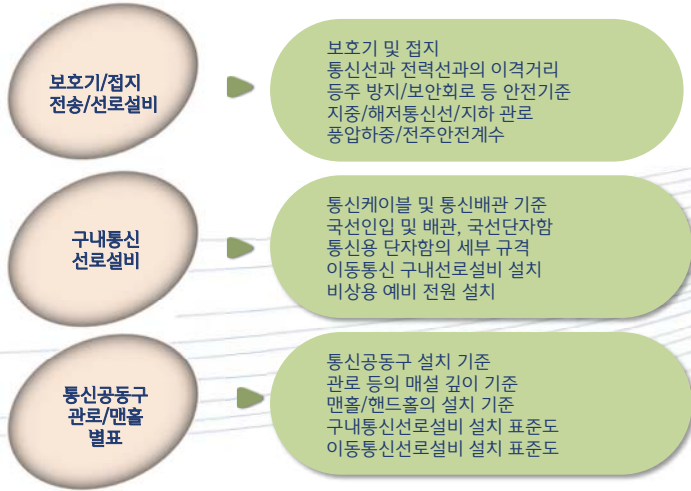 보호기/접지
전송/선로설비
보호기 및 접지
통신선과 전력선과의 이격거리
등주 방지/보안회로 등 안전기준
지중/해저통신선/지하 관로
풍압하중/전주안전계수
구내통신
선로설비
통신케이블 및 통신배관 기준
국선인입 및 배관, 국선단자함
통신용 단자함의 세부 규격
이동통신 구내선로설비 설치
비상용 예비 전원 설치
통신공동구
관로/맨홀
별표
통신공동구 설치 기준
관로 등의 매설 깊이 기준
맨홀/핸드홀의 설치 기준
구내통신선로설비 설치 표준도
이동통신선로설비 설치 표준도